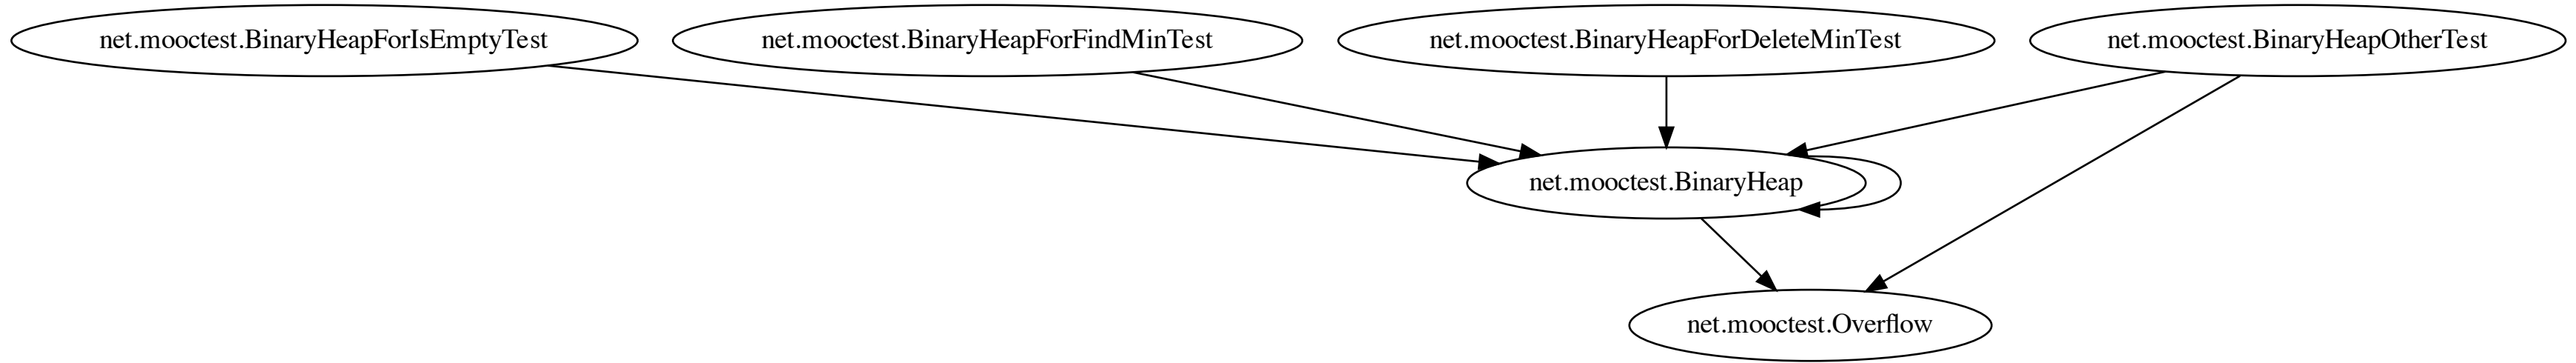 net.mooctest.BinaryHeapForIsEmptyTest
net.mooctest.BinaryHeapForFindMinTest
net.mooctest.BinaryHeapForDeleteMinTest
net.mooctest.BinaryHeapOtherTest
net.mooctest.BinaryHeap
net.mooctest.Overflow